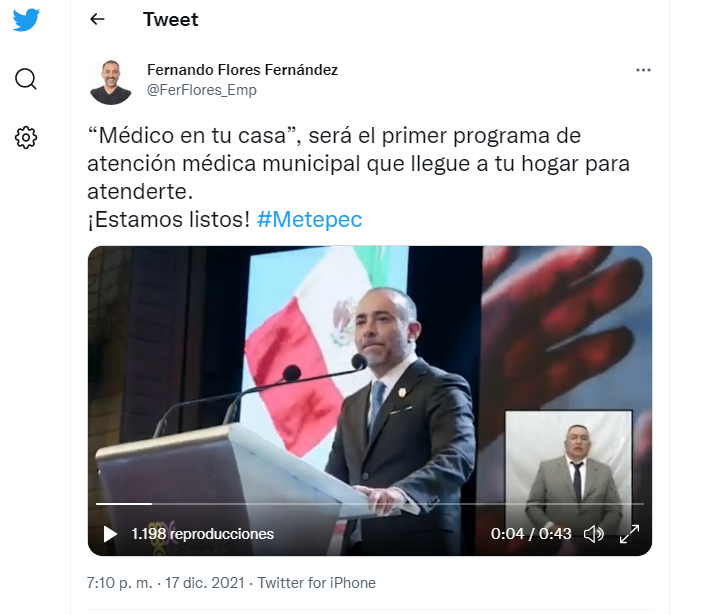 Tweet
Fernando Flores Fernández
@FerFlores_Emp
“Médico en tu casa”, será el primer programa de
atención médica municipal que llegue a tu hogar para
atenderte.
¡Estamos listos! #Metepec
1.198 reproducciones
0:04 / 0:43
7:10 p. m. · 17 dic. 2021 · Twitter for iPhone